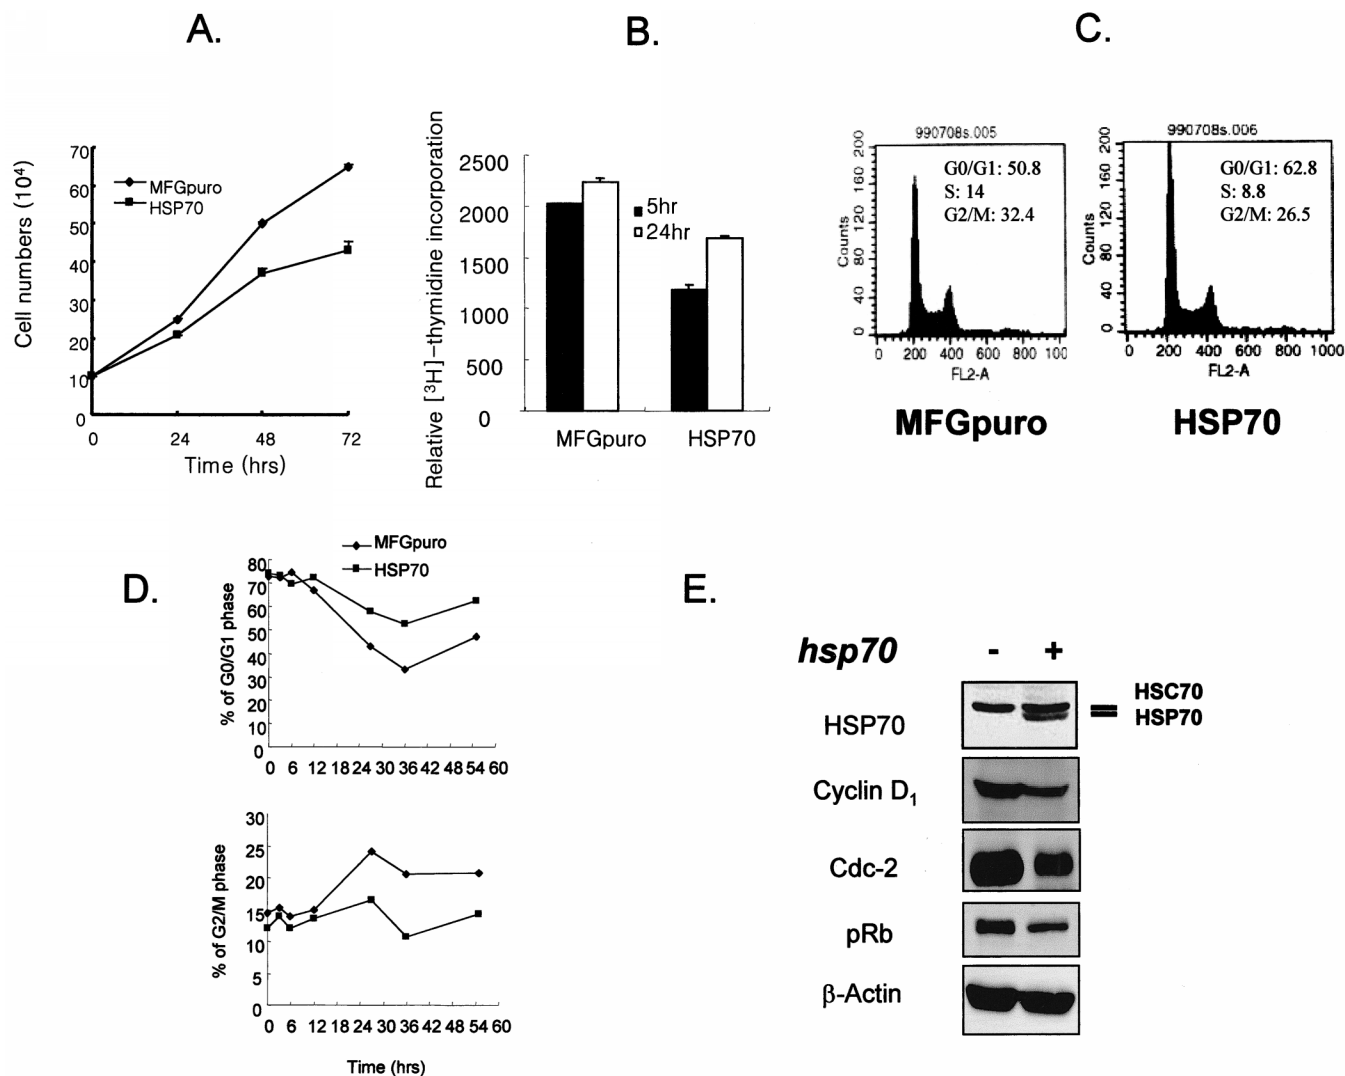 A.
B.
C.
Cell numbers (10⁴)
70
60
50
40
30
20
10
0
MFGpuro
HSP70
0 24 48 72
Time (hrs)
Relative [³H]-thymidine incorporation
2500
2000
1500
1000
500
0
5hr
24hr
MFGpuro HSP70
990708s.005
Counts
200
160
120
80
40
0
G0/G1: 50.8
S: 14
G2/M: 32.4
0 200 400 600 800 100
FL2-A
MFGpuro
990708s.006
Counts
200
160
120
80
40
0
G0/G1: 62.8
S: 8.8
G2/M: 26.5
0 200 400 600 800 1000
FL2-A
HSP70
D.
MFGpuro
HSP70
% of G0/G1 phase
80
70
60
50
40
30
20
10
0
0 6 12 18 24 30 36 42 48 54 60
% of G2/M phase
30
25
20
15
10
5
0
0 6 12 18 24 30 36 42 48 54 60
Time (hrs)
E.
hsp70 - +
HSP70
HSC70
HSP70
Cyclin D₁
Cdc-2
pRb
β-Actin